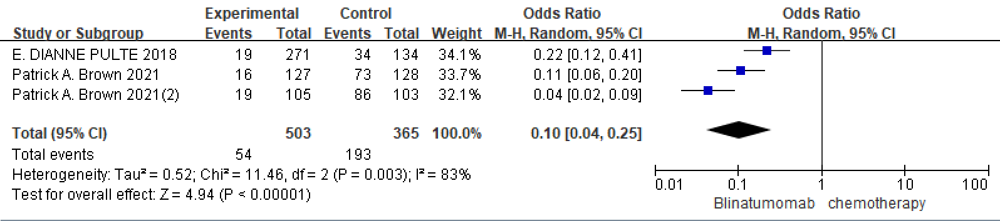 Experimental Control Odds Ratio Odds Ratio
Study or Subgroup Events Total Events Total Weight M-H, Random, 95% CI M-H, Random, 95% CI
E. DIANNE PULTE 2018 19 271 34 134 34.1% 0.22 [0.12, 0.41]
Patrick A. Brown 2021 16 127 73 128 33.7% 0.11 [0.06, 0.20]
Patrick A. Brown 2021(2) 19 105 86 103 32.1% 0.04 [0.02, 0.09]
Total (95% CI) 503 365 100.0% 0.10 [0.04, 0.25]
Total events 54 193
Heterogeneity: Tau² = 0.52; Chi² = 11.46, df = 2 (P = 0.003); I² = 83%
Test for overall effect: Z = 4.94 (P < 0.00001)
0.01 0.1 1 10 100
Blinatumomab chemotherapy